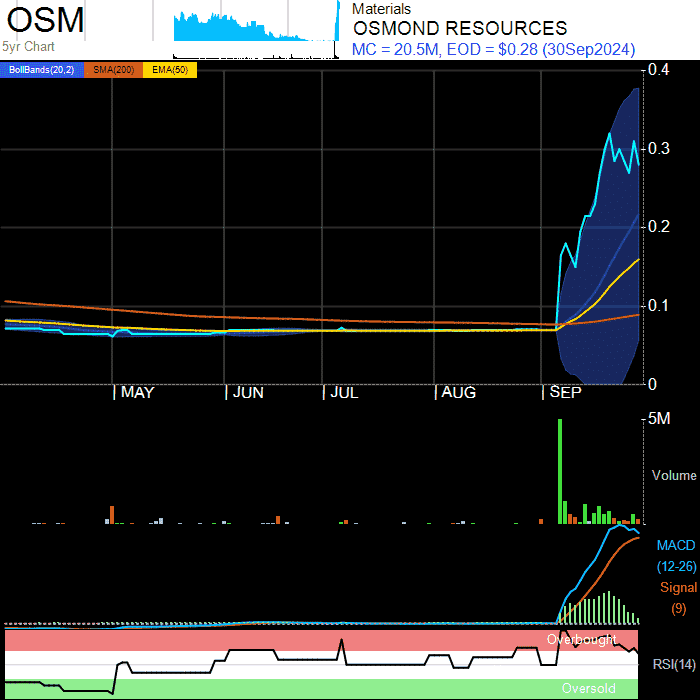 OSM
5yr Chart
Materials
OSMOND RESOURCES
MC = 20.5M, EOD = $0.28 (30Sep2024)
BollBands(20,2) SMA(200) EMA(50)
0.4
0.3
0.2
0.1
0
MAY JUN JUL AUG SEP
5M
Volume
MACD
(12-26)
Signal
(9)
Overbought
RSI(14)
Oversold